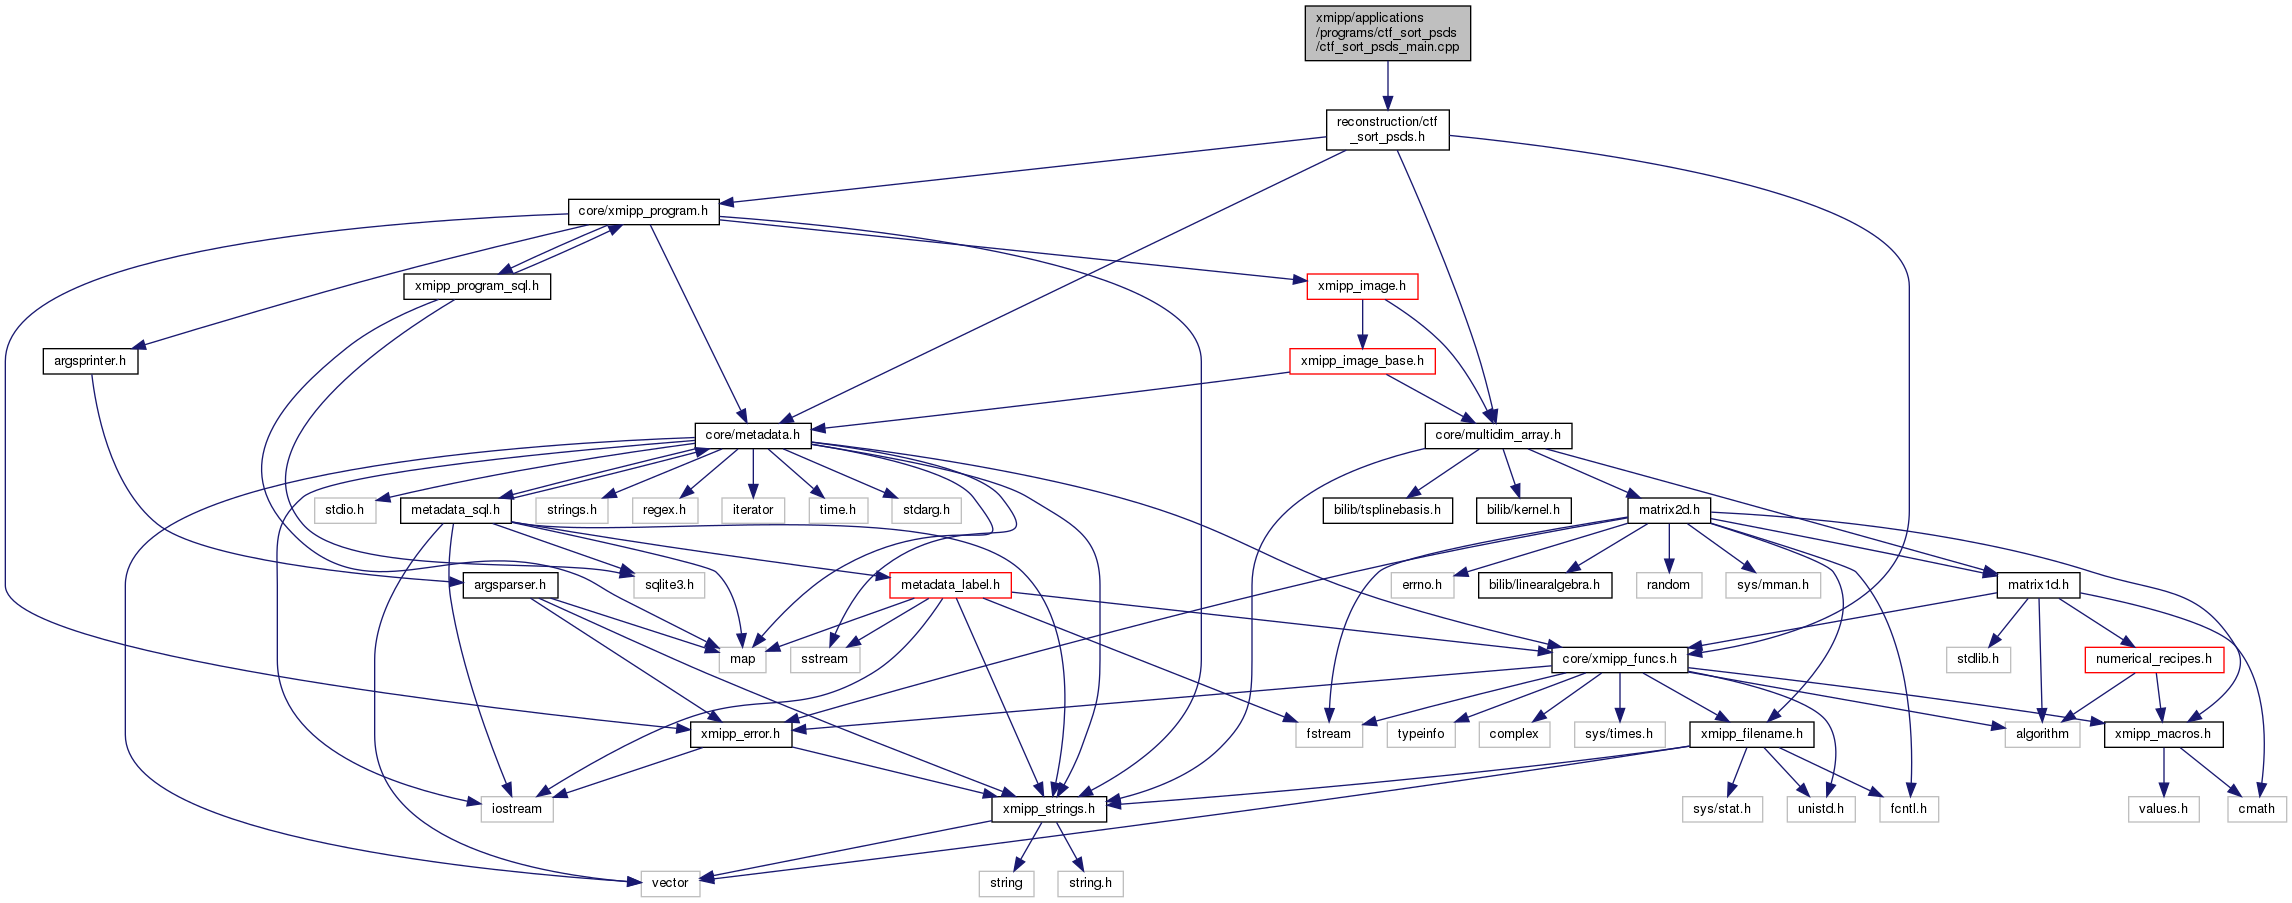 xmipp/applications
/programs/ctf_sort_psds
/ctf_sort_psds_main.cpp
reconstruction/ctf
_sort_psds.h
core/xmipp_program.h
xmipp_program_sql.h
xmipp_image.h
argsprinter.h
xmipp_image_base.h
core/metadata.h
core/multidim_array.h
stdio.h
metadata_sql.h
strings.h
regex.h
iterator
time.h
stdarg.h
bilib/tsplinebasis.h
bilib/kernel.h
matrix2d.h
argsparser.h
sqlite3.h
metadata_label.h
errno.h
bilib/linearalgebra.h
random
sys/mman.h
matrix1d.h
map
sstream
core/xmipp_funcs.h
stdlib.h
numerical_recipes.h
xmipp_error.h
fstream
typeinfo
complex
sys/times.h
xmipp_filename.h
algorithm
xmipp_macros.h
iostream
xmipp_strings.h
sys/stat.h
unistd.h
fcntl.h
values.h
cmath
vector
string
string.h